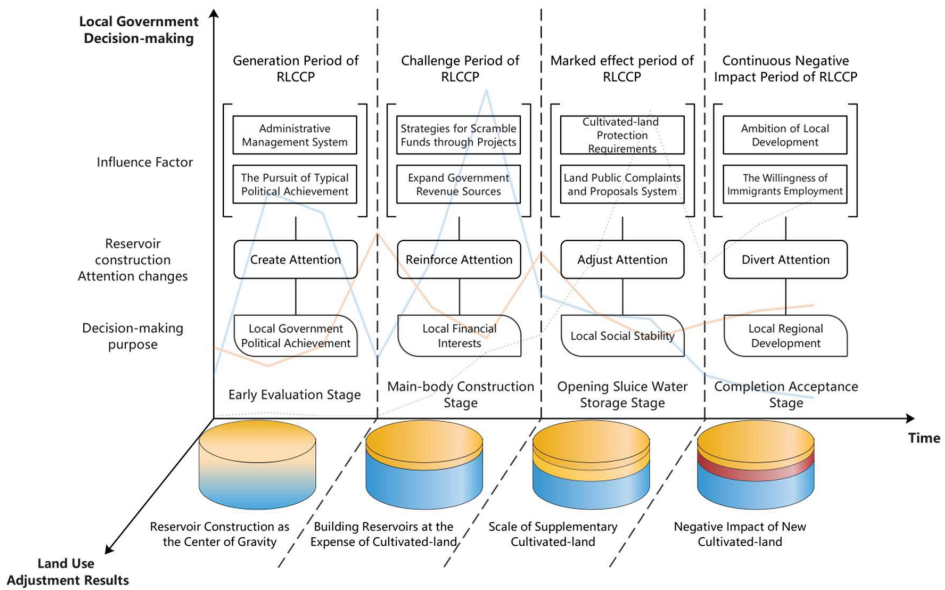 Local Government
Decision-making
Generation Period of
RLCCP
Challenge Period of
RLCCP
Marked effect period of
RLCCP
Continuous Negative
Impact Period of RLCCP
Influence Factor
Administrative
Management System
The Pursuit of Typical
Political Achievement
Strategies for Scramble
Funds through Projects
Expand Government
Revenue Sources
Cultivated-land
Protection
Requirements
Land Public Complaints
and Proposals System
Ambition of Local
Development
The Willingness of
Immigrants Employment
Reservoir
construction
Attention changes
Create Attention
Reinforce Attention
Adjust Attention
Divert Attention
Decision-making
purpose
Local Government
Political Achievement
Local Financial
Interests
Local Social Stability
Local Regional
Development
Early Evaluation Stage
Main-body Construction
Stage
Opening Sluice Water
Storage Stage
Completion Acceptance
Stage
Time
Reservoir Construction as
the Center of Gravity
Building Reservoirs at the
Expense of Cultivated-land
Scale of Supplementary
Cultivated-land
Negative Impact of New
Cultivated-land
Land Use
Adjustment Results